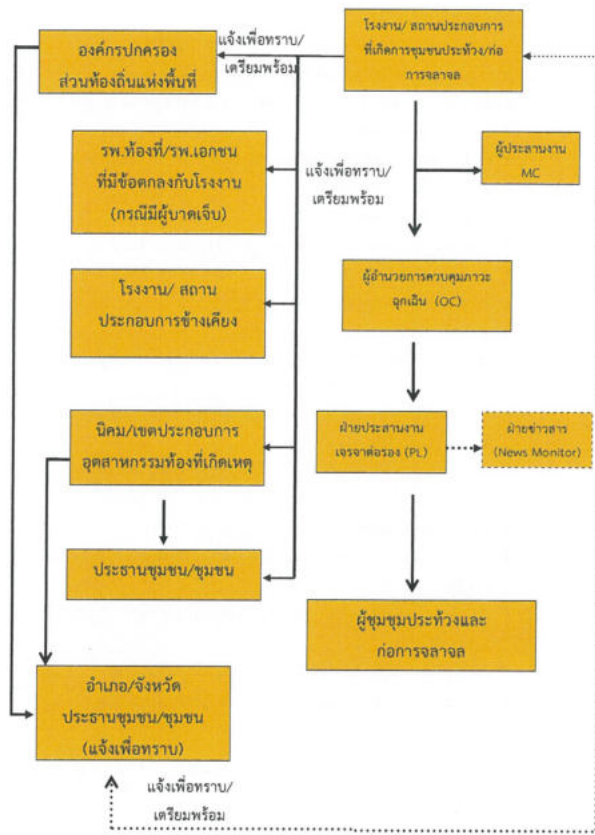 องค์กรปกครอง
ส่วนท้องถิ่นแห่งพื้นที่
แจ้งเพื่อทราบ/
เตรียมพร้อม
โรงงาน/ สถานประกอบการ
ที่เกิดการชุมชนประท้วง/ก่อ
การจลาจล
รพ.ท้องที่/รพ.เอกชน
ที่มีข้อตกลงกับโรงงาน
(กรณีมีผู้บาดเจ็บ)
แจ้งเพื่อทราบ/
เตรียมพร้อม
ผู้ประสานงาน
MC
โรงงาน/ สถาน
ประกอบการข้างเคียง
ผู้อำนวยการควบคุมภาวะ
ฉุกเฉิน (OC)
นิคม/เขตประกอบการ
อุตสาหกรรมท้องที่เกิดเหตุ
ฝ่ายประสานงาน
เจรจาต่อรอง (PL)
ฝ่ายข่าวสาร
(News Monitor)
ประธานชุมชน/ชุมชน
ผู้ชุมชุมประท้วงและ
ก่อการจลาจล
อำเภอ/จังหวัด
ประธานชุมชน/ชุมชน
(แจ้งเพื่อทราบ)
แจ้งเพื่อทราบ/
เตรียมพร้อม